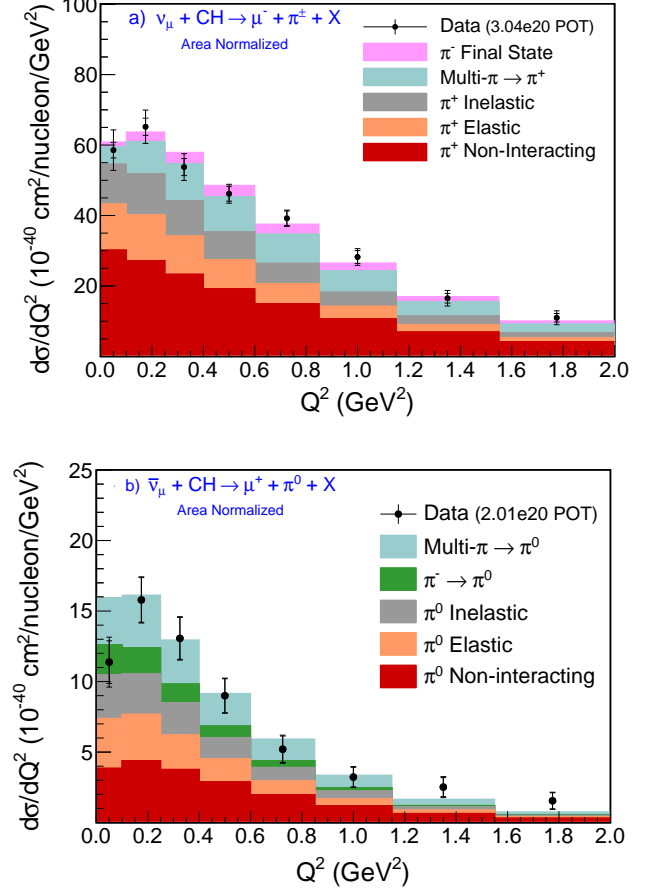 a) νμ + CH → μ- + π± + X
Area Normalized
Data (3.04e20 POT)
π- Final State
Multi-π → π+
π+ Inelastic
π+ Elastic
π+ Non-Interacting
dσ/dQ2 (10-40 cm2/nucleon/GeV2)
100
80
60
40
20
0.0 0.2 0.4 0.6 0.8 1.0 1.2 1.4 1.6 1.8 2.0
Q2 (GeV2)
b) ν̅μ + CH → μ+ + π0 + X
Area Normalized
Data (2.01e20 POT)
Multi-π → π0
π- → π0
π0 Inelastic
π0 Elastic
π0 Non-interacting
dσ/dQ2 (10-40 cm2/nucleon/GeV2)
25
20
15
10
5
0.0 0.2 0.4 0.6 0.8 1.0 1.2 1.4 1.6 1.8 2.0
Q2 (GeV2)